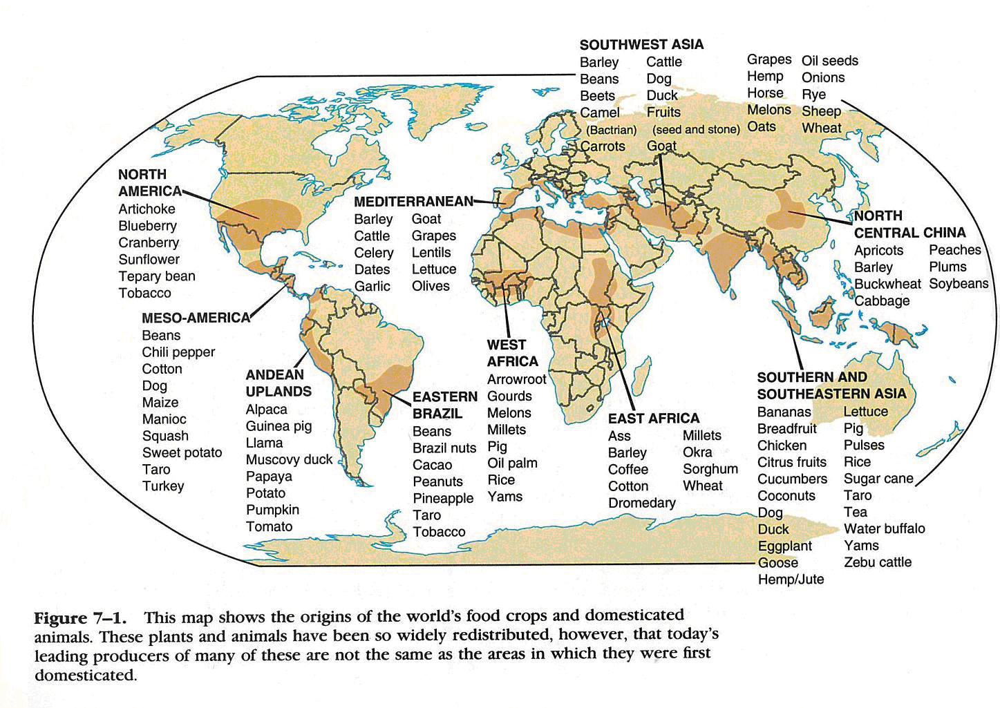 SOUTHWEST ASIA
Barley Cattle Grapes Oil seeds
Beans Dog Hemp Onions
Beets Duck Horse Rye
Camel Fruits Melons Sheep
(Bactrian) (seed and stone) Oats Wheat
Carrots Goat
NORTH
AMERICA
Artichoke
Blueberry
Cranberry
Sunflower
Tepary bean
Tobacco
MEDITERRANEAN
Barley Goat
Cattle Grapes
Celery Lentils
Dates Lettuce
Garlic Olives
NORTH
CENTRAL CHINA
Apricots Peaches
Barley Plums
Buckwheat Soybeans
Cabbage
MESO-AMERICA
Beans
Chili pepper
Cotton
Dog
Maize
Manioc
Squash
Sweet potato
Taro
Turkey
ANDEAN
UPLANDS
Alpaca
Guinea pig
Llama
Muscovy duck
Papaya
Potato
Pumpkin
Tomato
EASTERN
BRAZIL
Beans
Brazil nuts
Cacao
Peanuts
Pineapple
Taro
Tobacco
WEST
AFRICA
Arrowroot
Gourds
Melons
Millets
Pig
Oil palm
Rice
Yams
EAST AFRICA
Ass Millets
Barley Okra
Coffee Sorghum
Cotton Wheat
Dromedary
SOUTHERN AND
SOUTHEASTERN ASIA
Bananas Lettuce
Breadfruit Pig
Chicken Pulses
Citrus fruits Rice
Cucumbers Sugar cane
Coconuts Taro
Dog Tea
Duck Water buffalo
Eggplant Yams
Goose Zebu cattle
Hemp/Jute
Figure 7–1. This map shows the origins of the world's food crops and domesticated
animals. These plants and animals have been so widely redistributed, however, that today's
leading producers of many of these are not the same as the areas in which they were first
domesticated.